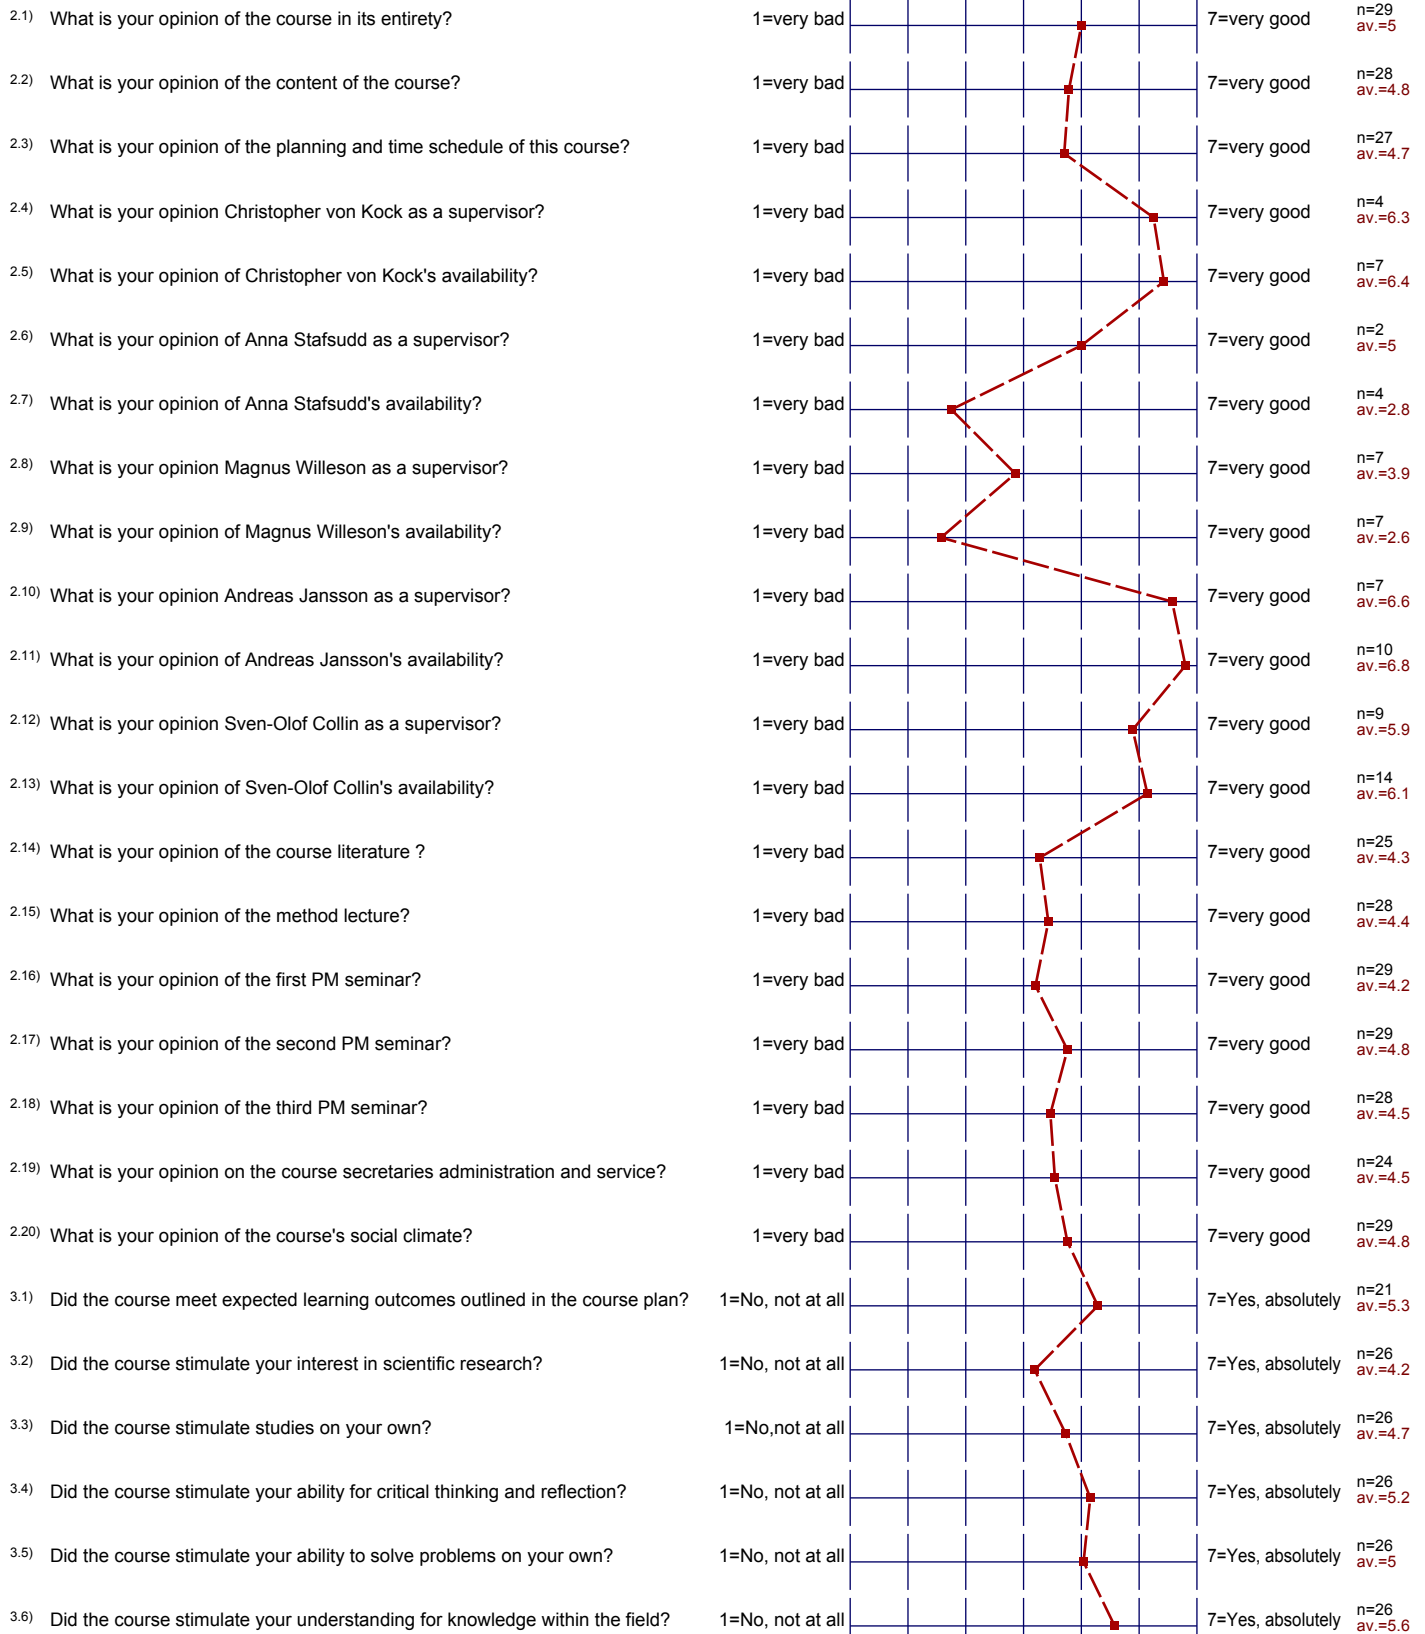 2.1) What is your opinion of the course in its entirety? 1=very bad 7=very good n=29 av.=5
2.2) What is your opinion of the content of the course? 1=very bad 7=very good n=28 av.=4.8
2.3) What is your opinion of the planning and time schedule of this course? 1=very bad 7=very good n=27 av.=4.7
2.4) What is your opinion Christopher von Kock as a supervisor? 1=very bad 7=very good n=4 av.=6.3
2.5) What is your opinion of Christopher von Kock's availability? 1=very bad 7=very good n=7 av.=6.4
2.6) What is your opinion of Anna Stafsudd as a supervisor? 1=very bad 7=very good n=2 av.=5
2.7) What is your opinion of Anna Stafsudd's availability? 1=very bad 7=very good n=4 av.=2.8
2.8) What is your opinion Magnus Willeson as a supervisor? 1=very bad 7=very good n=7 av.=3.9
2.9) What is your opinion of Magnus Willeson's availability? 1=very bad 7=very good n=7 av.=2.6
2.10) What is your opinion Andreas Jansson as a supervisor? 1=very bad 7=very good n=7 av.=6.6
2.11) What is your opinion of Andreas Jansson's availability? 1=very bad 7=very good n=10 av.=6.8
2.12) What is your opinion Sven-Olof Collin as a supervisor? 1=very bad 7=very good n=9 av.=5.9
2.13) What is your opinion of Sven-Olof Collin's availability? 1=very bad 7=very good n=14 av.=6.1
2.14) What is your opinion of the course literature ? 1=very bad 7=very good n=25 av.=4.3
2.15) What is your opinion of the method lecture? 1=very bad 7=very good n=28 av.=4.4
2.16) What is your opinion of the first PM seminar? 1=very bad 7=very good n=29 av.=4.2
2.17) What is your opinion of the second PM seminar? 1=very bad 7=very good n=29 av.=4.8
2.18) What is your opinion of the third PM seminar? 1=very bad 7=very good n=28 av.=4.5
2.19) What is your opinion on the course secretaries administration and service? 1=very bad 7=very good n=24 av.=4.5
2.20) What is your opinion of the course's social climate? 1=very bad 7=very good n=29 av.=4.8
3.1) Did the course meet expected learning outcomes outlined in the course plan? 1=No, not at all 7=Yes, absolutely n=21 av.=5.3
3.2) Did the course stimulate your interest in scientific research? 1=No, not at all 7=Yes, absolutely n=26 av.=4.2
3.3) Did the course stimulate studies on your own? 1=No,not at all 7=Yes, absolutely n=26 av.=4.7
3.4) Did the course stimulate your ability for critical thinking and reflection? 1=No, not at all 7=Yes, absolutely n=26 av.=5.2
3.5) Did the course stimulate your ability to solve problems on your own? 1=No, not at all 7=Yes, absolutely n=26 av.=5
3.6) Did the course stimulate your understanding for knowledge within the field? 1=No, not at all 7=Yes, absolutely n=26 av.=5.6